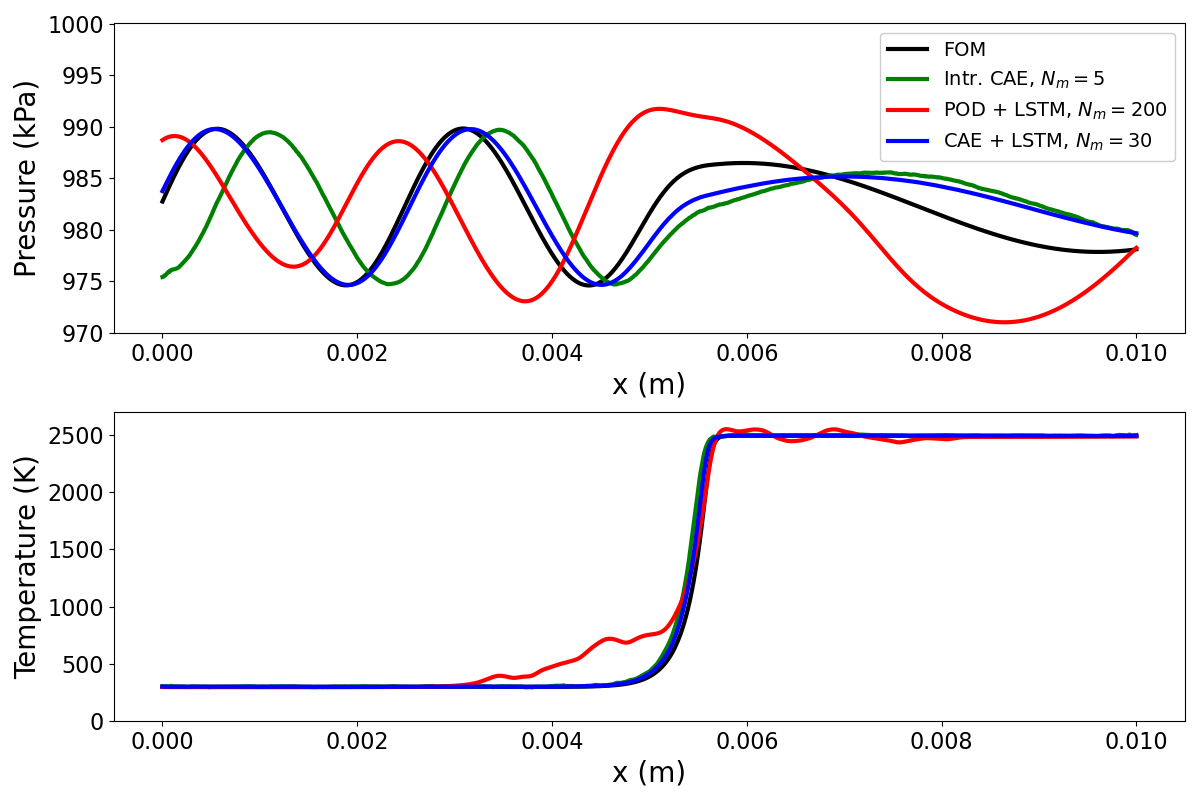 1000
995
990
985
980
975
970
Pressure (kPa)
FOM
Intr. CAE, N_m = 5
POD + LSTM, N_m = 200
CAE + LSTM, N_m = 30
0.000 0.002 0.004 0.006 0.008 0.010
x (m)
2500
2000
1500
1000
500
0
Temperature (K)
0.000 0.002 0.004 0.006 0.008 0.010
x (m)